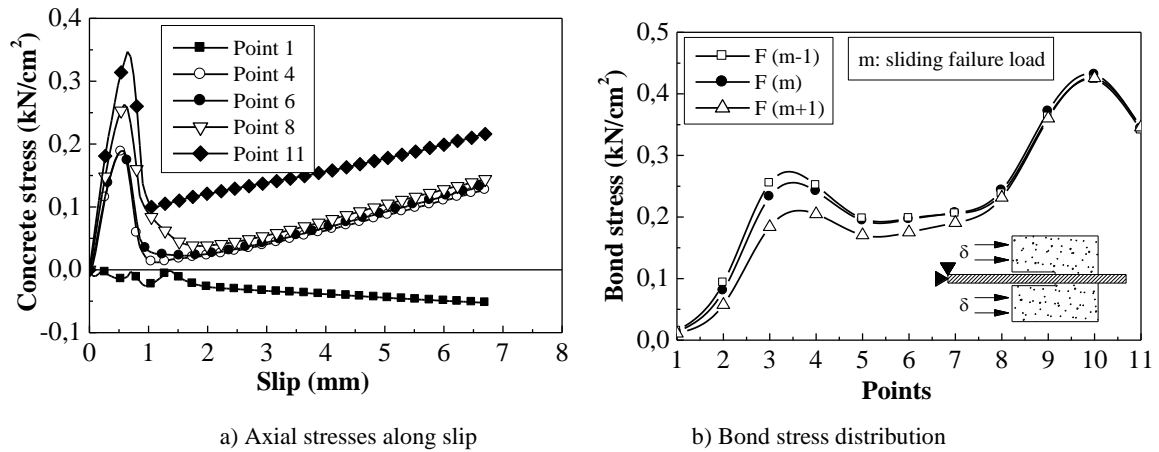 0,4
0,3
0,2
0,1
0,0
-0,1
Concrete stress (kN/cm²)
Point 1
Point 4
Point 6
Point 8
Point 11
0 1 2 3 4 5 6 7 8
Slip (mm)
a) Axial stresses along slip
0,5
0,4
0,3
0,2
0,1
0,0
Bond stress (kN/cm²)
F (m-1)
F (m)
F (m+1)
m: sliding failure load
δ
δ
1 2 3 4 5 6 7 8 9 10 11
Points
b) Bond stress distribution